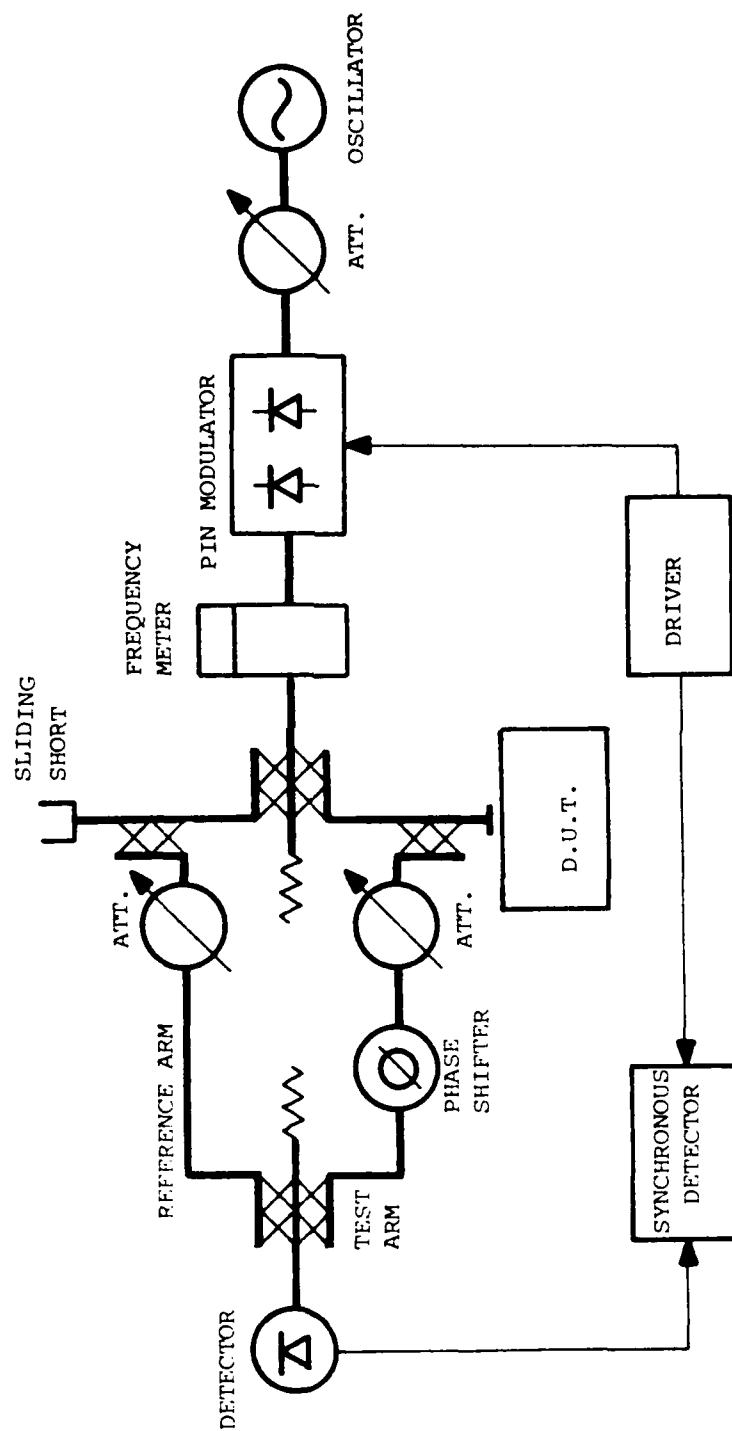 SLIDING
SHORT
FREQUENCY
METER
PIN MODULATOR
ATT.
OSCILLATOR
ATT.
REFERENCE ARM
DETECTOR
TEST
ARM
PHASE
SHIFTER
ATT.
D.U.T.
SYNCHRONOUS
DETECTOR
DRIVER